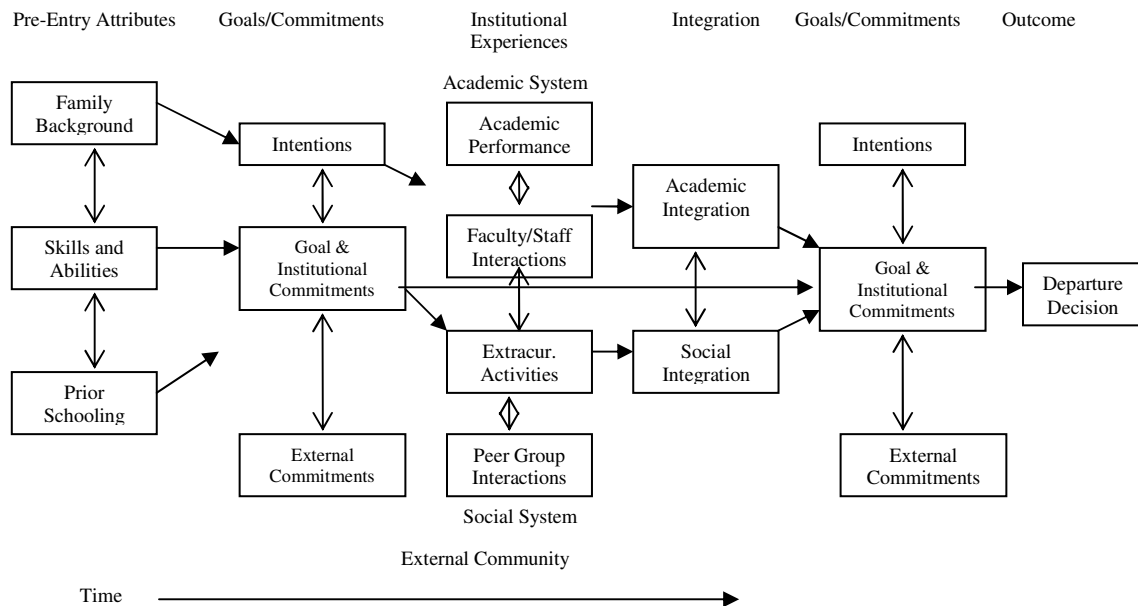 Pre-Entry Attributes
Goals/Commitments
Institutional
Experiences
Integration
Goals/Commitments
Outcome
Academic System
Family
Background
Skills and
Abilities
Prior
Schooling
Intentions
Goal &
Institutional
Commitments
External
Commitments
Academic
Performance
Faculty/Staff
Interactions
Extracur.
Activities
Peer Group
Interactions
Social System
External Community
Academic
Integration
Social
Integration
Intentions
Goal &
Institutional
Commitments
External
Commitments
Departure
Decision
Time